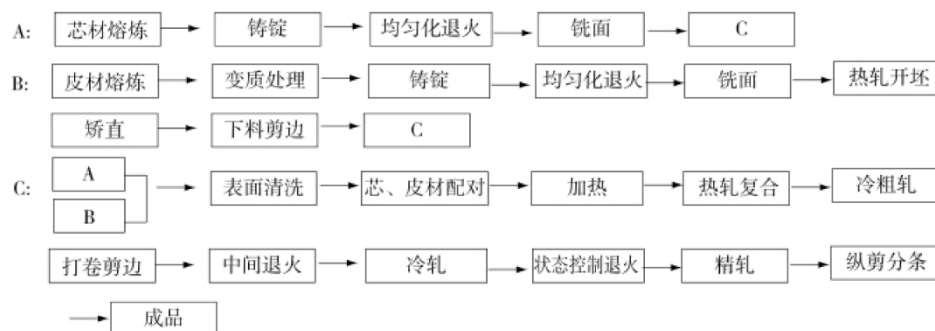 A: 芯材熔炼 铸锭 均匀化退火 铣面 C
B: 皮材熔炼 变质处理 铸锭 均匀化退火 铣面 热轧开坯
矫直 下料剪边 C
C: A
B 表面清洗 芯、皮材配对 加热 热轧复合 冷粗轧
打卷剪边 中间退火 冷轧 状态控制退火 精轧 纵剪分条
成品